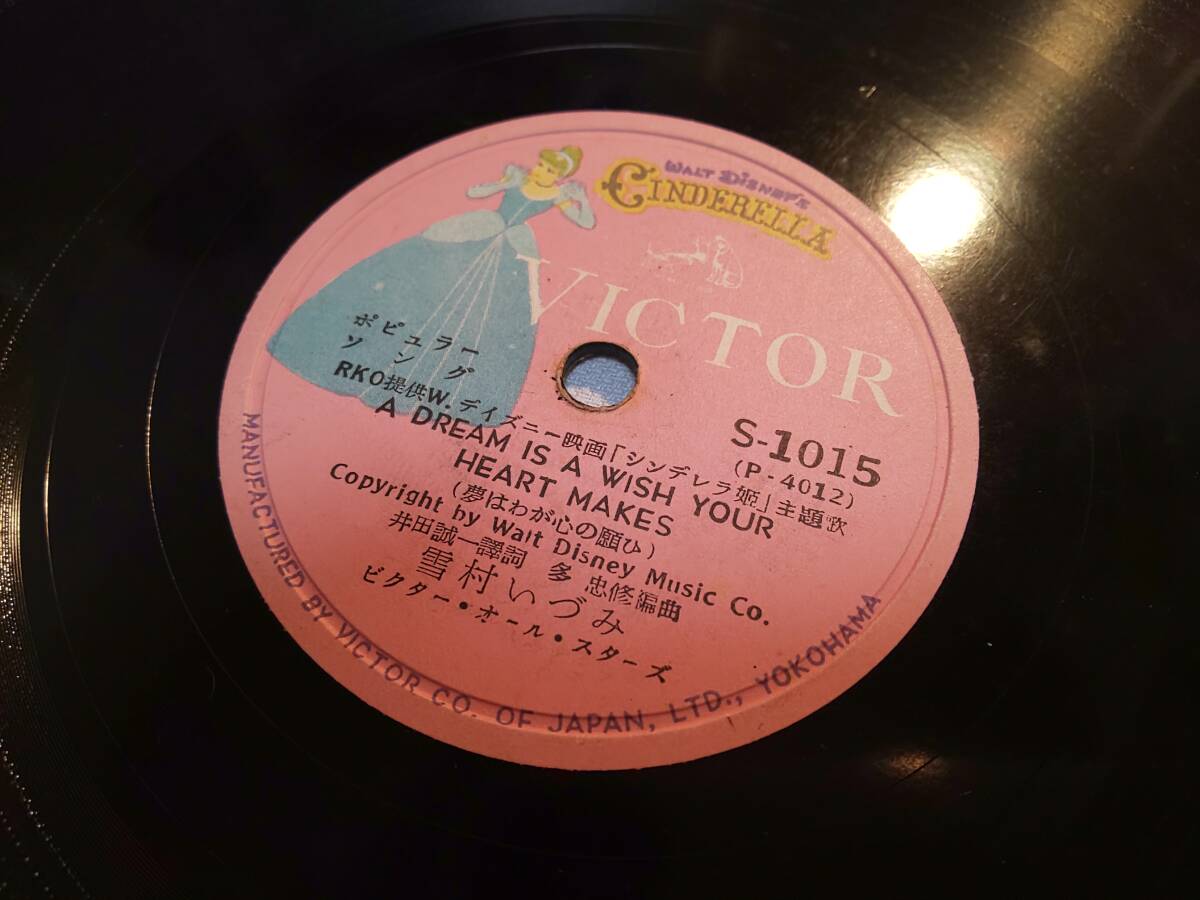 WALT DISNEY'S
CINDERELLA
VICTOR
ポピュラー
ソング
S-1015
(P-4012)
RKO提供W.デイズニー映画「シンデレラ姫」主題歌
A DREAM IS A WISH YOUR
HEART MAKES
(夢はわが心の願ひ)
Copyright by Walt Disney Music Co.
井田誠一譯詞 多 忠修編曲
雪村いづみ
ビクター・オール・スターズ
MANUFACTURED BY VICTOR CO. OF JAPAN, LTD., YOKOHAMA